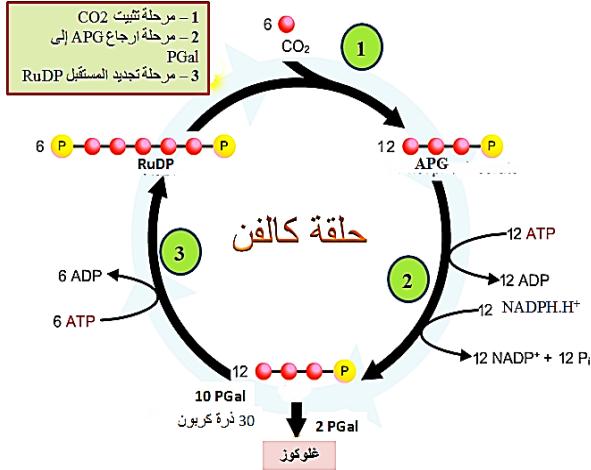 1 – مرحلة تثبيت CO2
2 – مرحلة ارجاع APG إلى
PGal
3 – مرحلة تجديد المستقبل RuDP
6
CO₂
1
6 P P
RuDP
12 P
APG
حلقة كالفن
3
2
12 ATP
12 ADP
12 NADPH.H⁺
12 NADP⁺ + 12 Pᵢ
6 ADP
6 ATP
12 P
10 PGal
30 ذرة كربون
2 PGal
غلوكوز